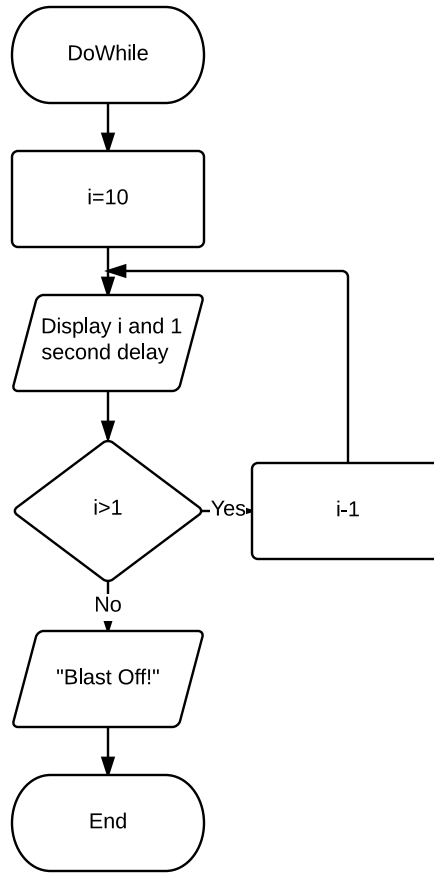 DoWhile
i=10
Display i and 1
second delay
i>1
Yes
i-1
No
"Blast Off!"
End